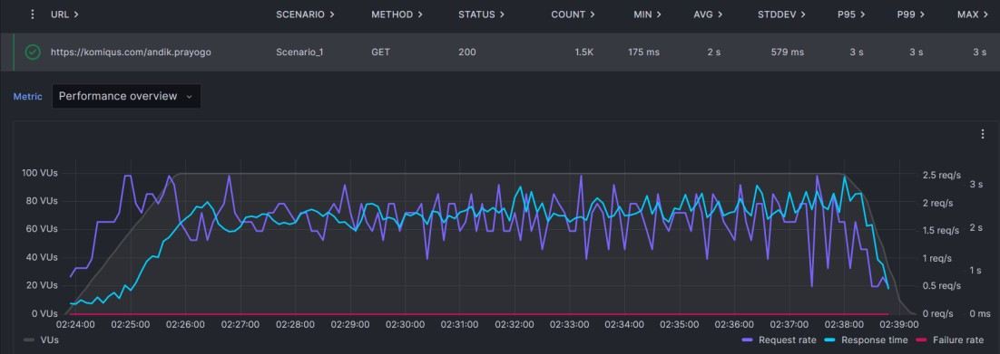 URL SCENARIO METHOD STATUS COUNT MIN AVG STDDEV P95 P99 MAX
https://komiqus.com/andik.prayogo Scenario_1 GET 200 1.5K 175 ms 2 s 579 ms 3 s 3 s 3 s
Metric Performance overview
100 VUs 2.5 req/s
3 s
80 VUs 2 req/s
60 VUs 1.5 req/s 2 s
40 VUs 1 req/s
1 s
20 VUs 0.5 req/s
0 VUs 0 req/s 0 ms
02:24:00 02:25:00 02:26:00 02:27:00 02:28:00 02:29:00 02:30:00 02:31:00 02:32:00 02:33:00 02:34:00 02:35:00 02:36:00 02:37:00 02:38:00 02:39:00
VUs Request rate Response time Failure rate